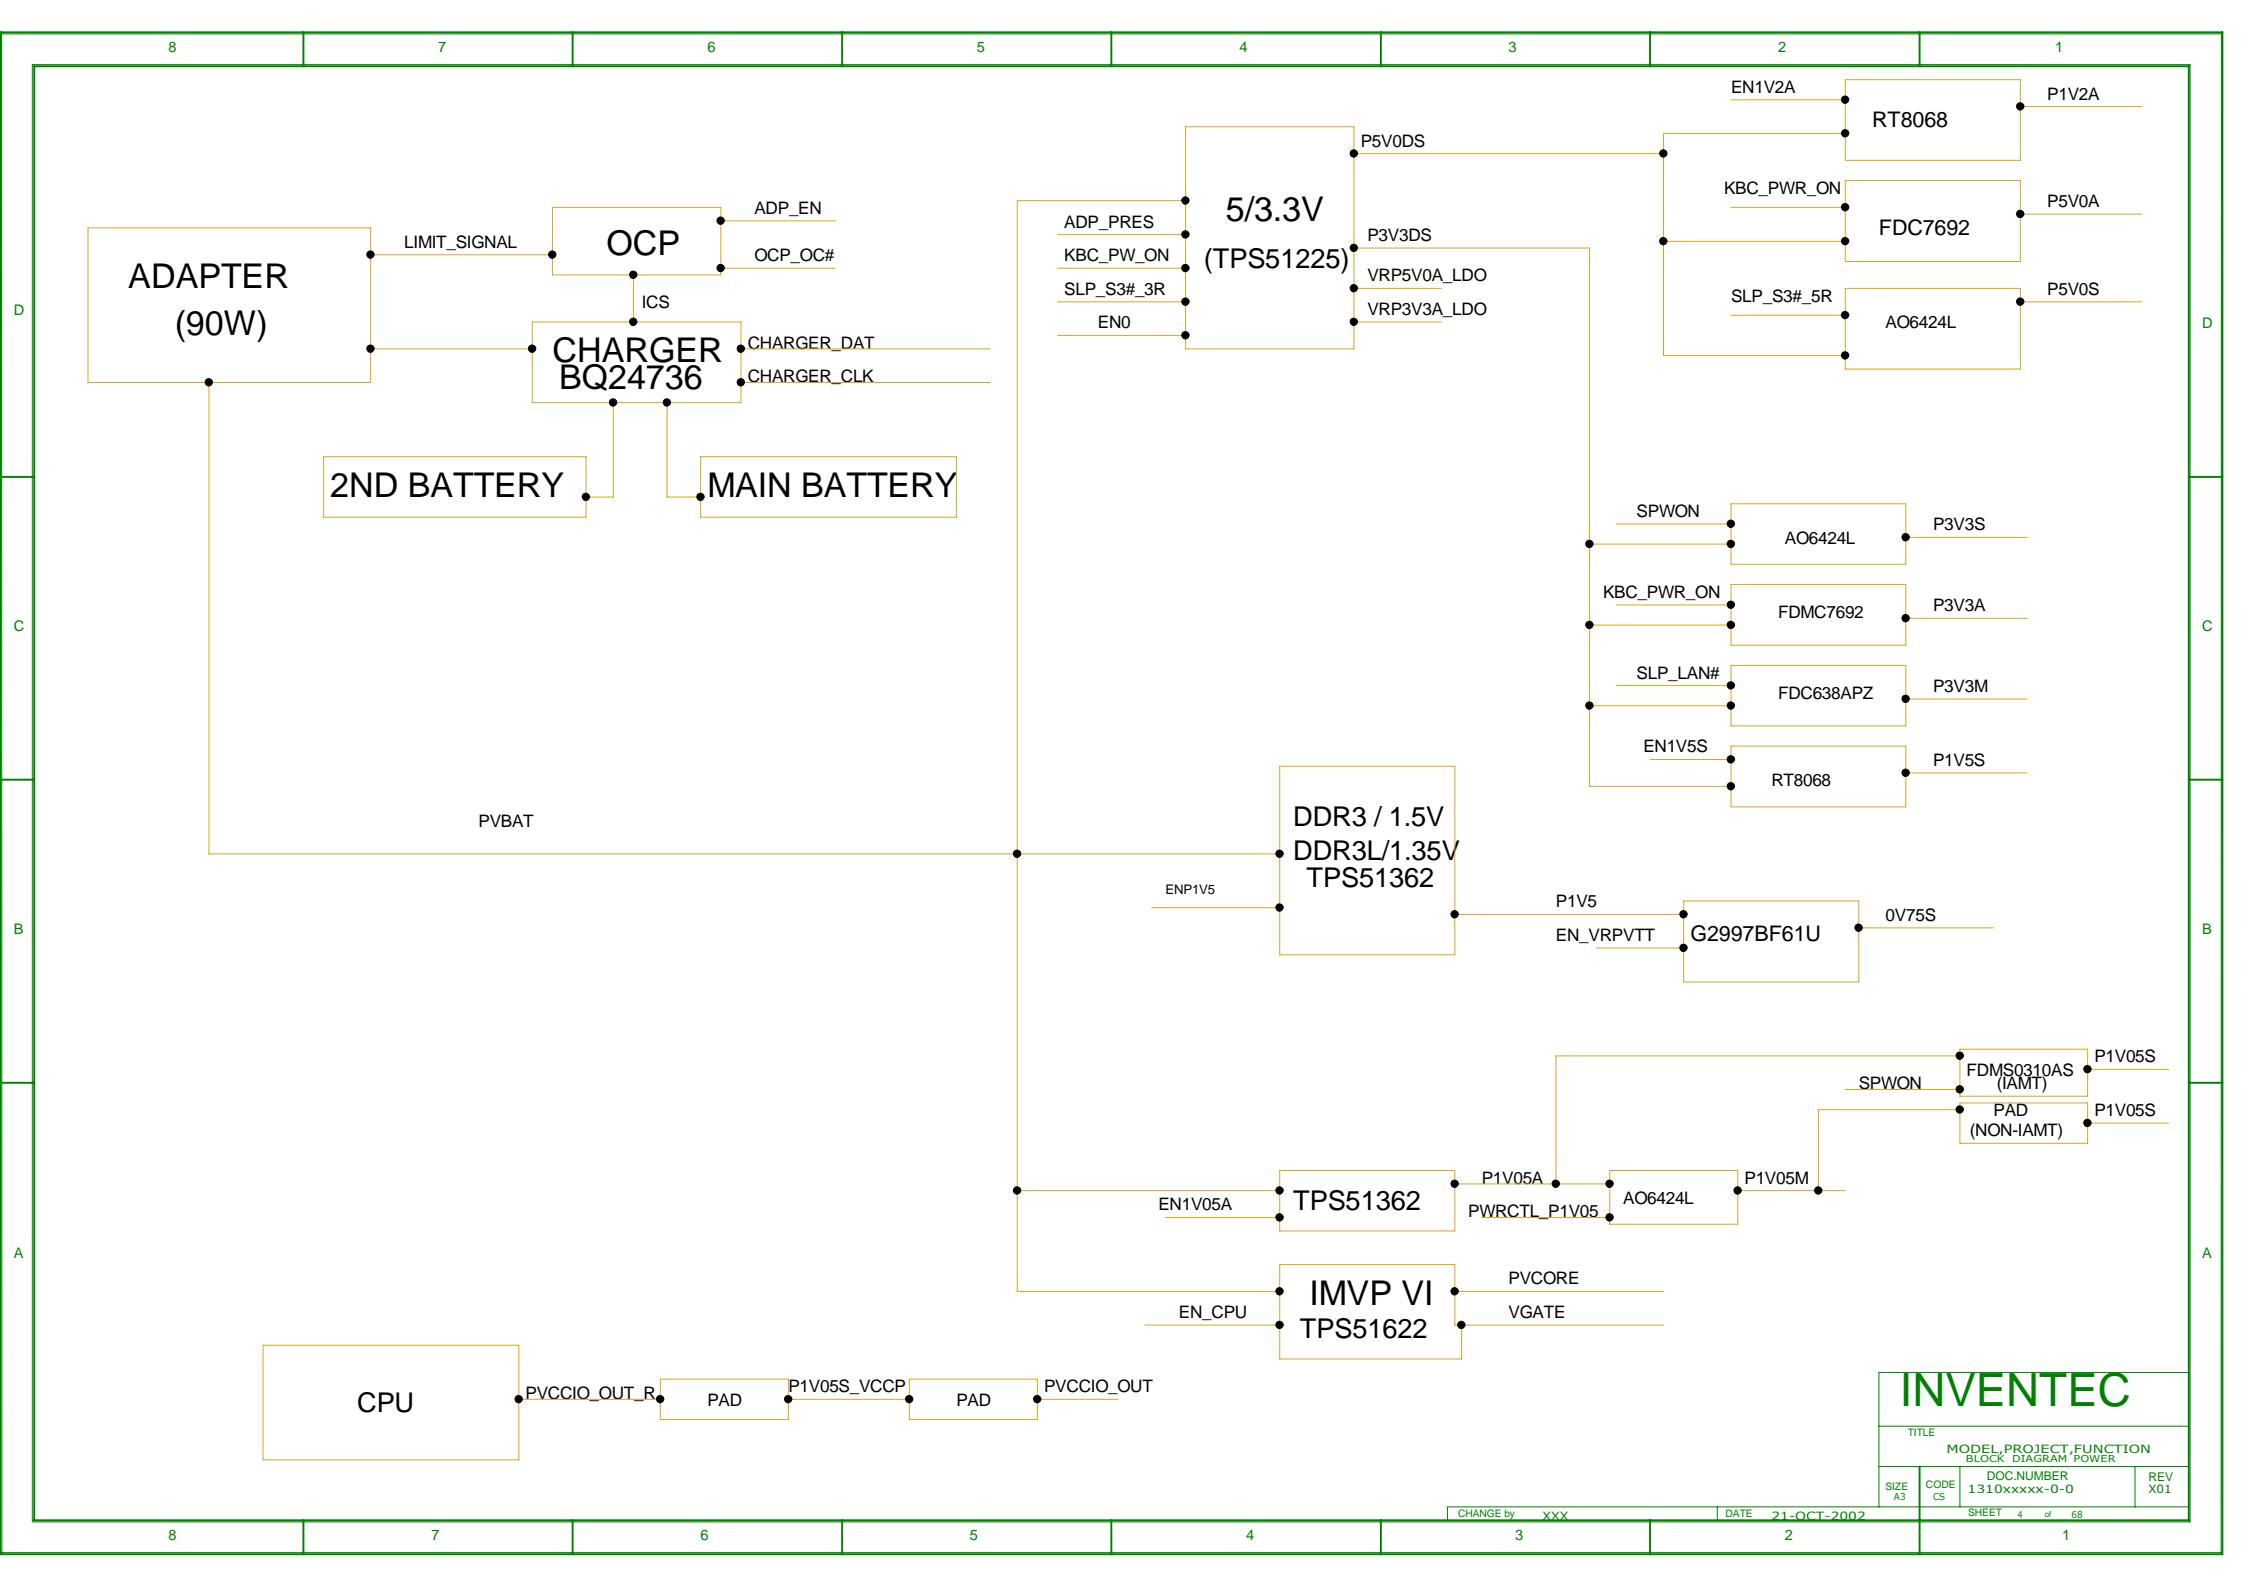 8 7 6 5 4 3 2 1
D
C
B
A
D
C
B
A
ADAPTER
(90W)
LIMIT_SIGNAL
OCP
ADP_EN
OCP_OC#
ICS
CHARGER
BQ24736
CHARGER_DAT
CHARGER_CLK
2ND BATTERY
MAIN BATTERY
PVBAT
5/3.3V
(TPS51225)
ADP_PRES
KBC_PW_ON
SLP_S3#_3R
EN0
P5V0DS
P3V3DS
VRP5V0A_LDO
VRP3V3A_LDO
EN1V2A
RT8068
P1V2A
KBC_PWR_ON
FDC7692
P5V0A
SLP_S3#_5R
AO6424L
P5V0S
SPWON
AO6424L
P3V3S
KBC_PWR_ON
FDMC7692
P3V3A
SLP_LAN#
FDC638APZ
P3V3M
EN1V5S
RT8068
P1V5S
DDR3 / 1.5V
DDR3L/1.35V
TPS51362
ENP1V5
P1V5
EN_VRPVTT
G2997BF61U
0V75S
FDMS0310AS
(IAMT)
SPWON
P1V05S
PAD
(NON-IAMT)
P1V05S
EN1V05A
TPS51362
P1V05A
PWRCTL_P1V05
AO6424L
P1V05M
IMVP VI
TPS51622
EN_CPU
PVCORE
VGATE
CPU
PVCCIO_OUT_R
PAD
P1V05S_VCCP
PAD
PVCCIO_OUT
INVENTEC
TITLE
MODEL,PROJECT,FUNCTION
BLOCK DIAGRAM POWER
SIZE
A3
CODE
CS
DOC.NUMBER
1310xxxxx-0-0
REV
X01
CHANGE by XXX
DATE 21-OCT-2002
SHEET 4 of 68
8 7 6 5 4 3 2 1